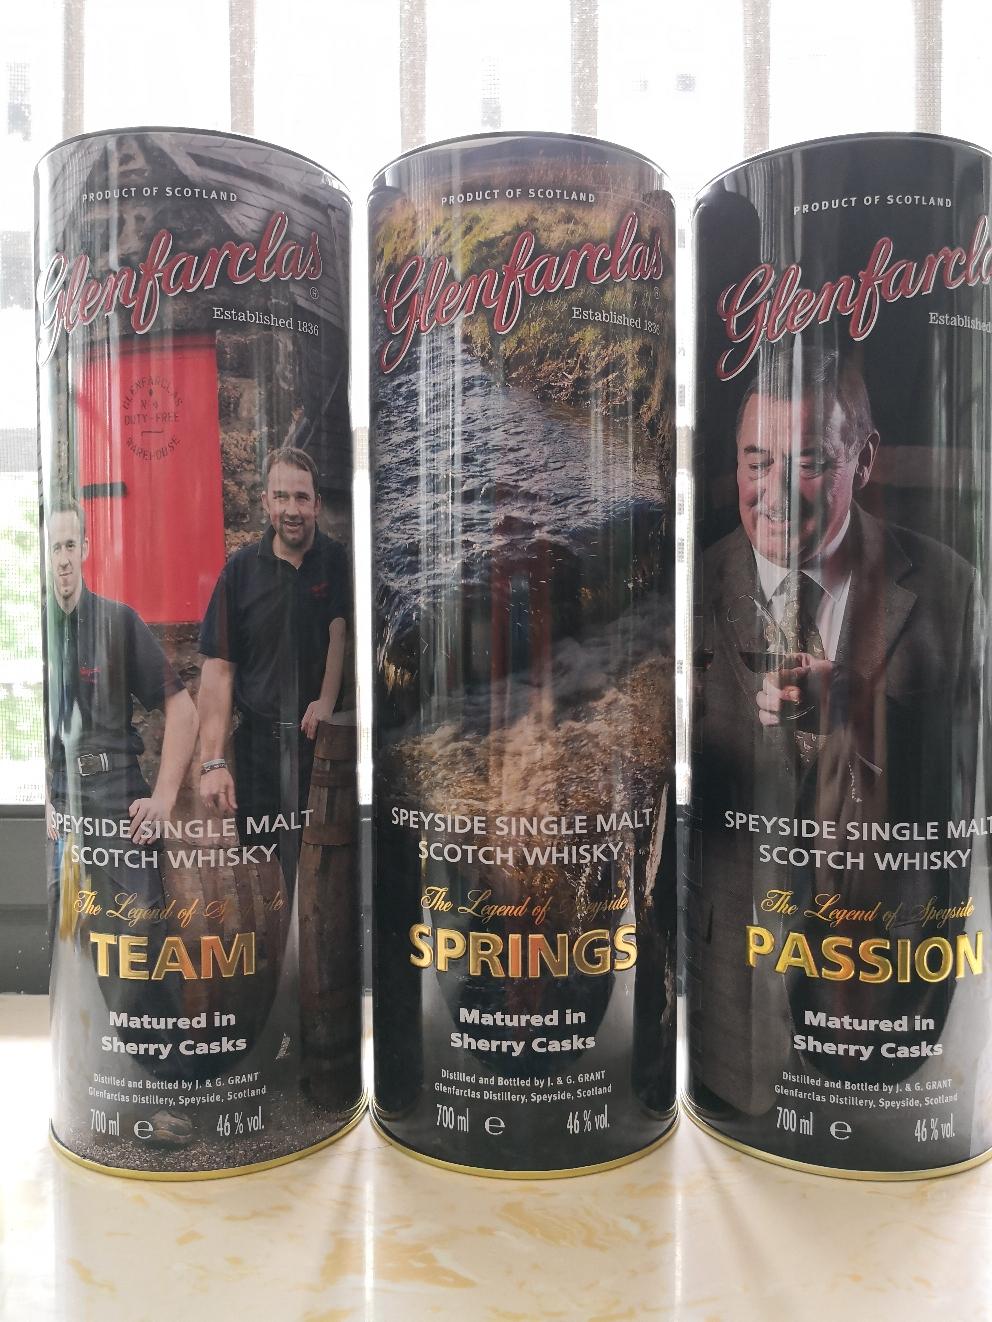 PRODUCT OF SCOTLAND
Glenfarclas
Established 1836
GLENFARCLAS
DUTY-FREE
WAREHOUSE
SPEYSIDE SINGLE MALT
SCOTCH WHISKY
The Legend of Speyside
TEAM
Matured in
Sherry Casks
Distilled and Bottled by J. & G. GRANT
Glenfarclas Distillery, Speyside, Scotland
700 ml e 46 % vol.
PRODUCT OF SCOTLAND
Glenfarclas
Established 1836
SPEYSIDE SINGLE MALT
SCOTCH WHISKY
The Legend of Speyside
SPRINGS
Matured in
Sherry Casks
Distilled and Bottled by J. & G. GRANT
Glenfarclas Distillery, Speyside, Scotland
700 ml e 46 % vol.
PRODUCT OF SCOTLAND
Glenfarcla
Established
SPEYSIDE SINGLE MALT
SCOTCH WHISKY
The Legend of Speyside
PASSION
Matured in
Sherry Casks
Distilled and Bottled by J. & G. GRANT
Glenfarclas Distillery, Speyside, Scotland
700 ml e 46 % vol.